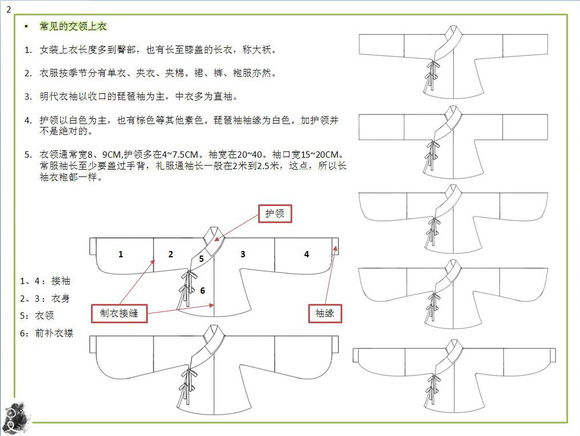 2
常见的交领上衣
1. 女装上衣长度多到臀部,也有长至膝盖的长衣,称大袄。
2. 衣服按季节分有单衣、夹衣、夹棉。裙、裤、袍服亦然。
3. 明代衣袖以收口的琵琶袖为主,中衣多为直袖。
4. 护领以白色为主,也有棕色等其他素色。琵琶袖袖缘为白色。加护领并
不是绝对的。
5. 衣领通常宽8、9CM,护领多在4~7.5CM。袖宽在20~40。袖口宽15~20CM。
常服袖长至少要盖过手背,礼服通袖长一般在2米到2.5米,这点,所以长
袖衣袍都一样。
护领
1 2 5 3 4
6
1、4:接袖
2、3:衣身
5:衣领
6:前补衣襟
制衣接缝
袖缘